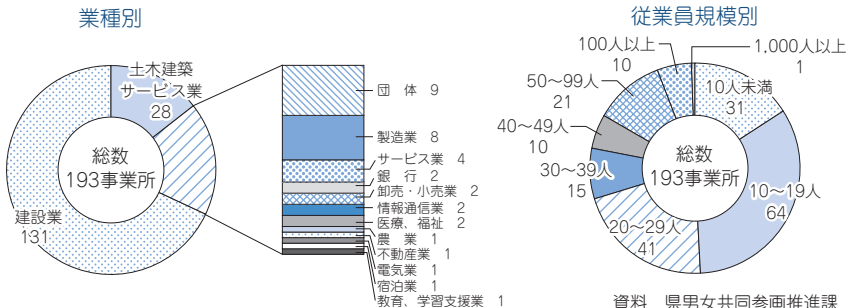 業種別
土木建築
サービス業
28
総数
193事業所
建設業
131
団　体　9
製造業　8
サービス業　4
銀　行　2
卸売・小売業　2
情報通信業　2
医療、福祉　2
農　業　1
不動産業　1
電気業　1
宿泊業　1
教育、学習支援業　1
従業員規模別
100人以上
10
1,000人以上
1
50〜99人
21
10人未満
31
40〜49人
10
総数
193事業所
30〜39人
15
10〜19人
64
20〜29人
41
資料　県男女共同参画推進課